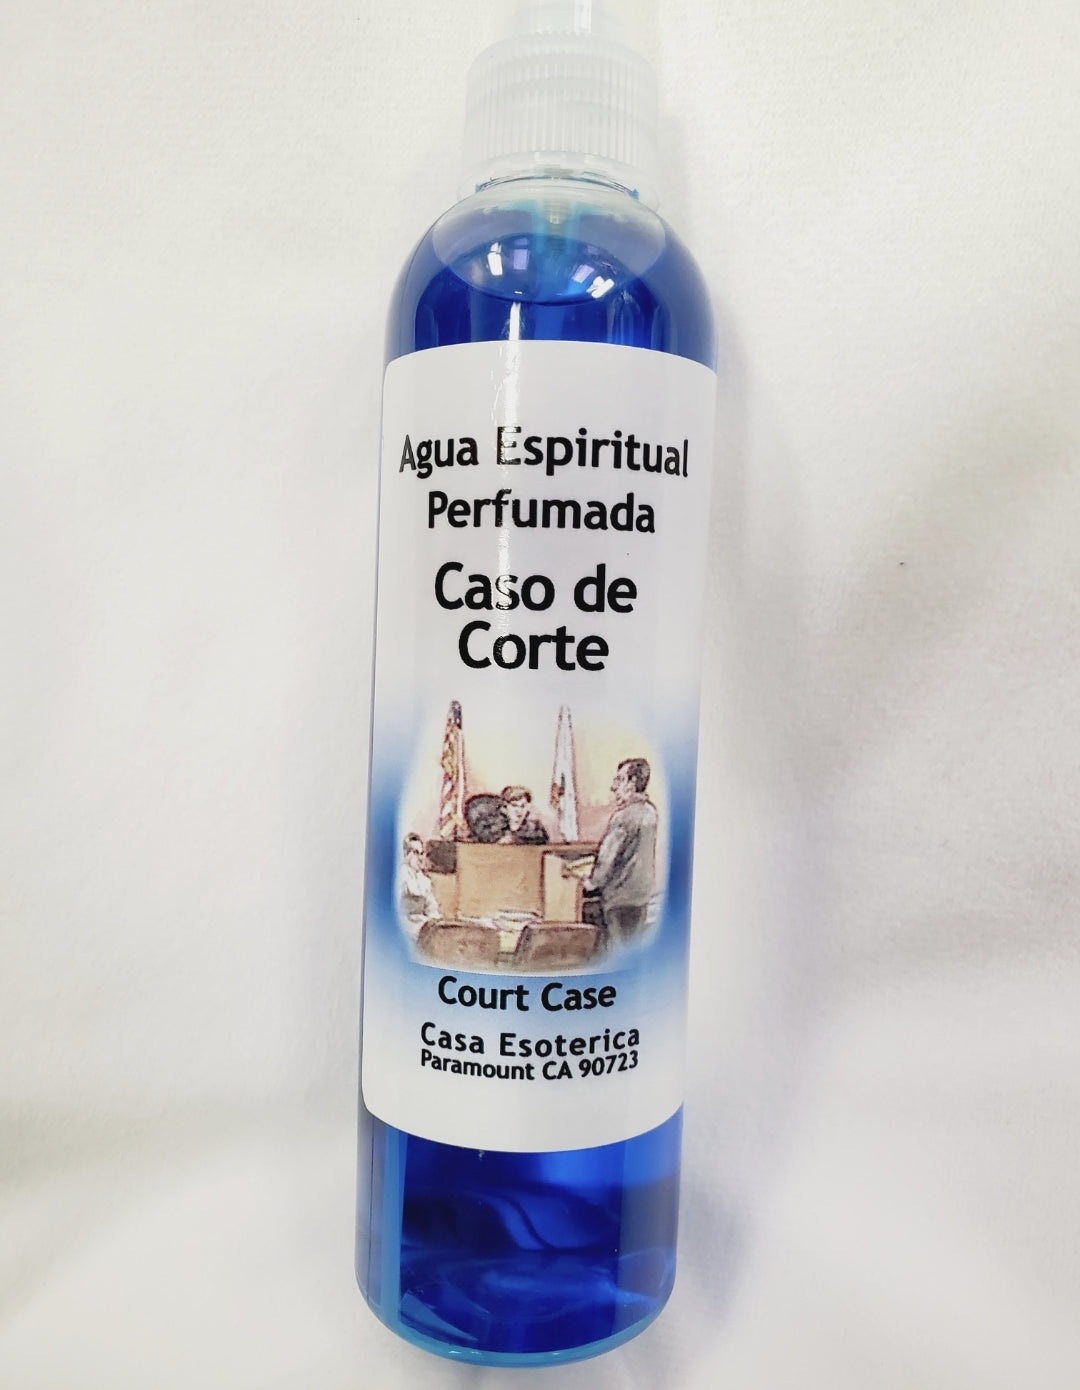 Agua Espiritual
Perfumada
Caso de
Corte
Court Case
Casa Esoterica
Paramount CA 90723